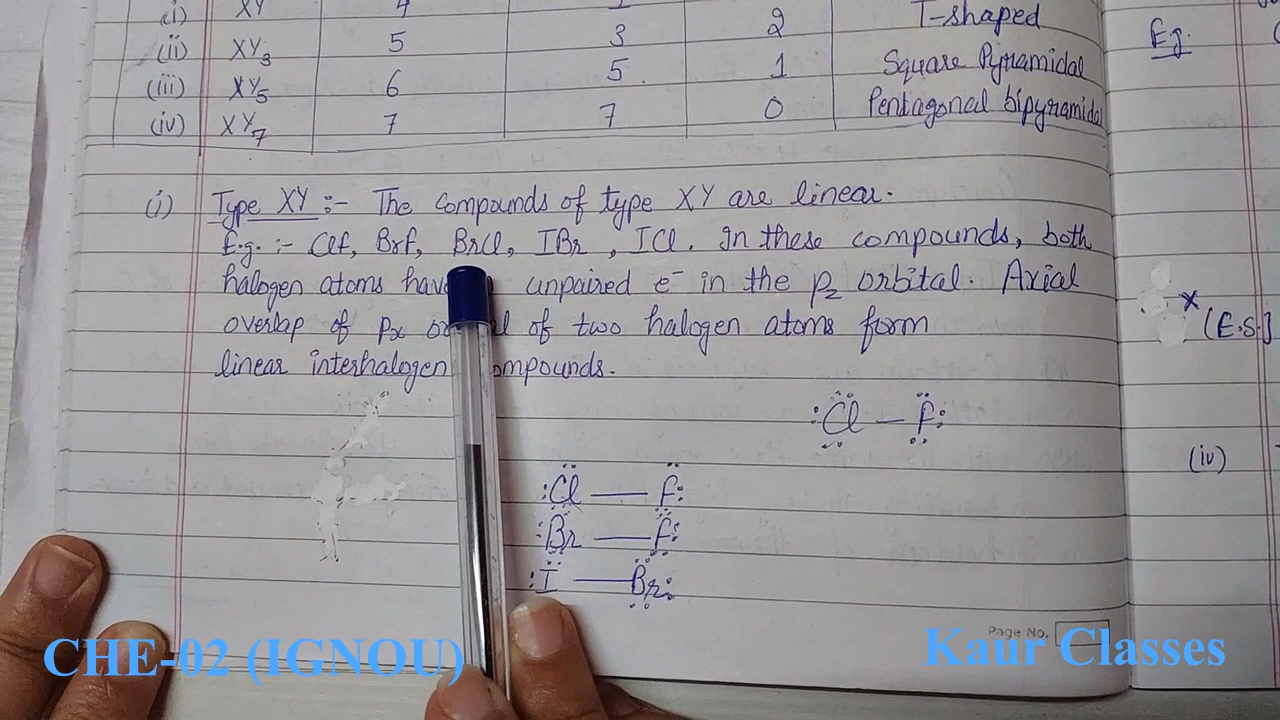 (i) XY 4 1
(ii) XY3 5 3 2 T-shaped
(iii) XY5 6 5 1 Square Pyramidal
(iv) XY7 7 7 0 Pentagonal bipyramidal
Eg.
(i) Type XY :- The compounds of type XY are linear.
E.g. :- Clf, Brf, BrCl, IBr, ICl. In these compounds, both
halogen atoms have unpaired e- in the pz orbital. Axial
overlap of px of two halogen atoms form
linear interhalogen compounds.
* (E.S.)
:Cl — f:
(iv)
:Cl — f:
:Br — f:
:I — Br:
Page No.
CHE-02 (IGNOU)
Kaur Classes